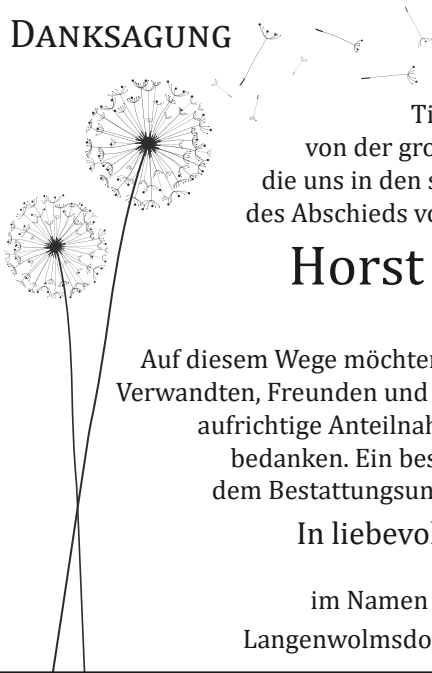 DANKSAGUNG
Ti
von der gro
die uns in den s
des Abschieds vo
Horst
Auf diesem Wege möchten
Verwandten, Freunden und
aufrichtige Anteilnah
bedanken. Ein bes
dem Bestattungsun
In liebevol
im Namen
Langenwolmsdo